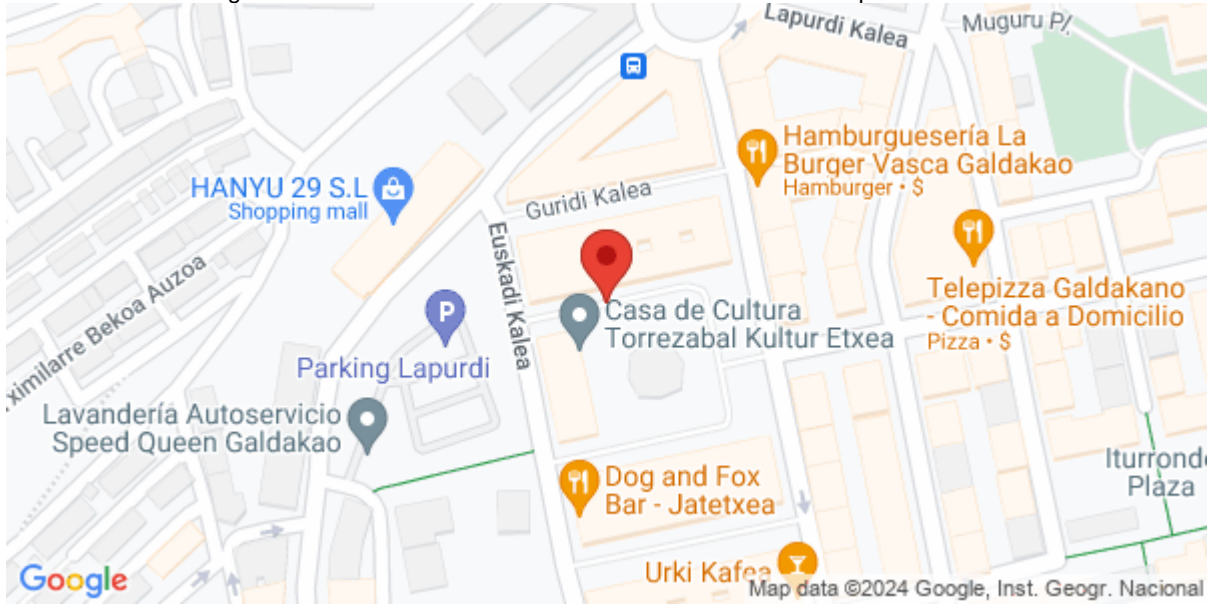 Lapurdi Kalea
Muguru Pl.
Hamburguesería La
Burger Vasca Galdakao
Hamburger • $
HANYU 29 S.L
Shopping mall
Guridi Kalea
Euskadi Kalea
Telepizza Galdakano
- Comida a Domicilio
Pizza • $
Casa de Cultura
Torrezabal Kultur Etxea
P
Parking Lapurdi
Tximilarre Bekoa Auzoa
Lavandería Autoservicio
Speed Queen Galdakao
Dog and Fox
Bar - Jatetxea
Plaza
Urki Kafea
Google
Map data ©2024 Google, Inst. Geogr. Nacional